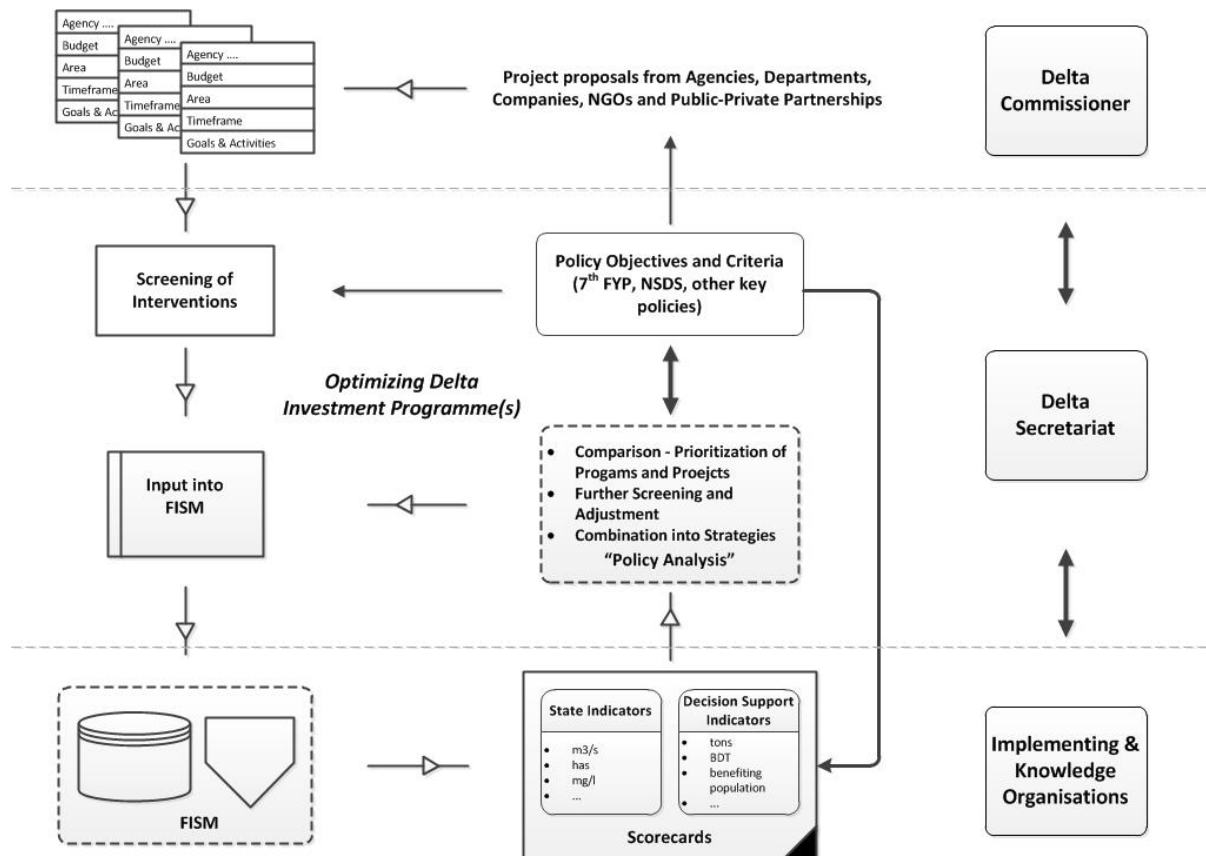 Agency ....
Budget
Area
Timeframe
Goals & Ac
Agency ....
Budget
Area
Timeframe
Goals & Ac
Agency ....
Budget
Area
Timeframe
Goals & Activities
Project proposals from Agencies, Departments,
Companies, NGOs and Public-Private Partnerships
Delta
Commissioner
Screening of
Interventions
Policy Objectives and Criteria
(7th FYP, NSDS, other key
policies)
Optimizing Delta
Investment Programme(s)
Delta
Secretariat
Input into
FISM
• Comparison - Prioritization of
Progams and Proejcts
• Further Screening and
Adjustment
• Combination into Strategies
“Policy Analysis”
FISM
State Indicators
• m3/s
• has
• mg/l
• ...
Decision Support
Indicators
• tons
• BDT
• benefiting
population
• ...
Scorecards
Implementing &
Knowledge
Organisations